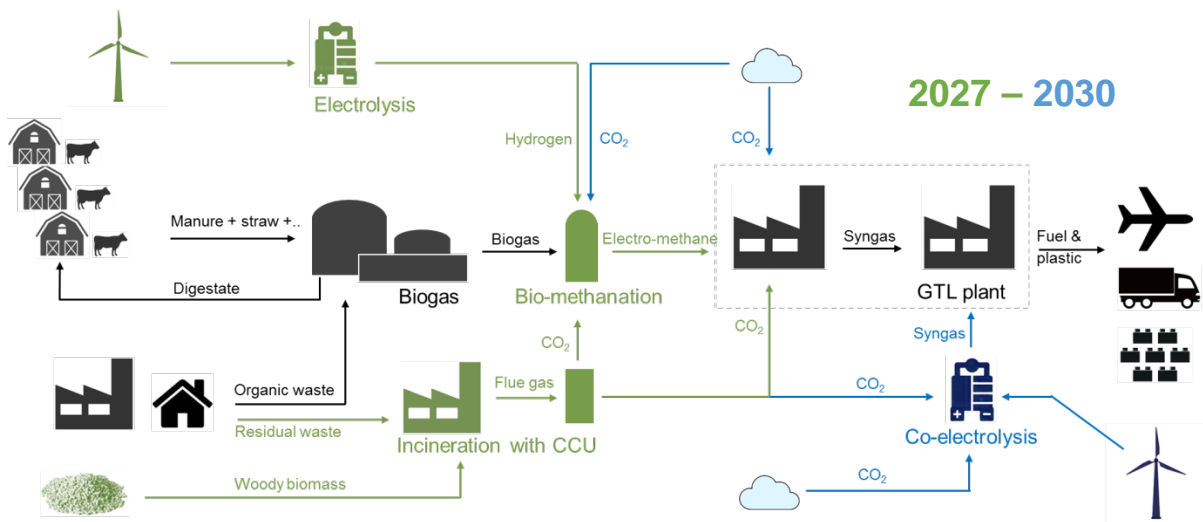 2027 – 2030
Electrolysis
Hydrogen
CO₂
CO₂
Manure + straw +..
Biogas
Electro-methane
Syngas
Fuel &
plastic
Digestate
Biogas
Bio-methanation
GTL plant
CO₂
CO₂
Syngas
Organic waste
Flue gas
CO₂
Residual waste
Incineration with CCU
Co-electrolysis
Woody biomass
CO₂